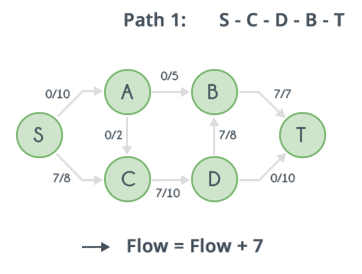 Path 1: S - C - D - B - T
0/5
A B
0/10 7/7
S 0/2 7/8 T
7/8 0/10
C D
7/10
Flow = Flow + 7